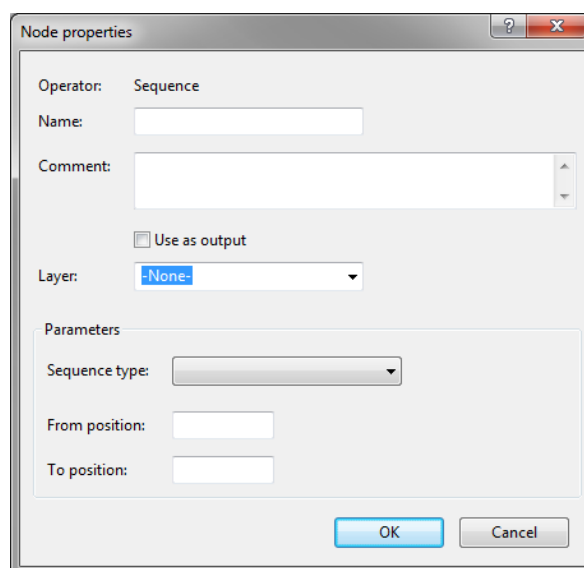 Node properties
?
Operator: Sequence
Name:
Comment:
Use as output
Layer: -None-
Parameters
Sequence type:
From position:
To position:
OK Cancel